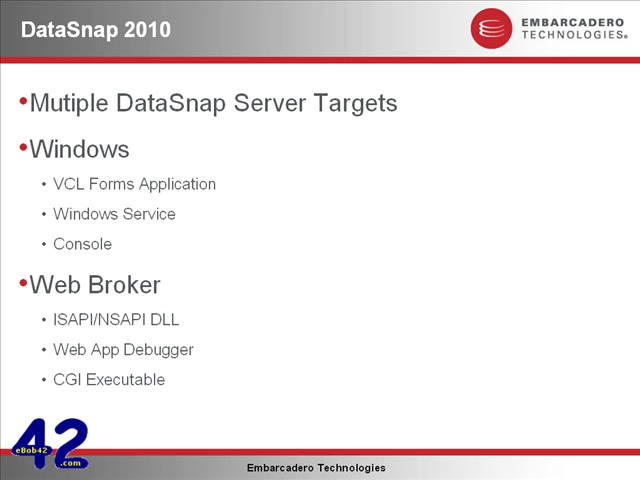 DataSnap 2010
EMBARCADERO
TECHNOLOGIES®
•Mutiple DataSnap Server Targets
•Windows
• VCL Forms Application
• Windows Service
• Console
•Web Broker
• ISAPI/NSAPI DLL
• Web App Debugger
• CGI Executable
42
eBob42
.com
Embarcadero Technologies